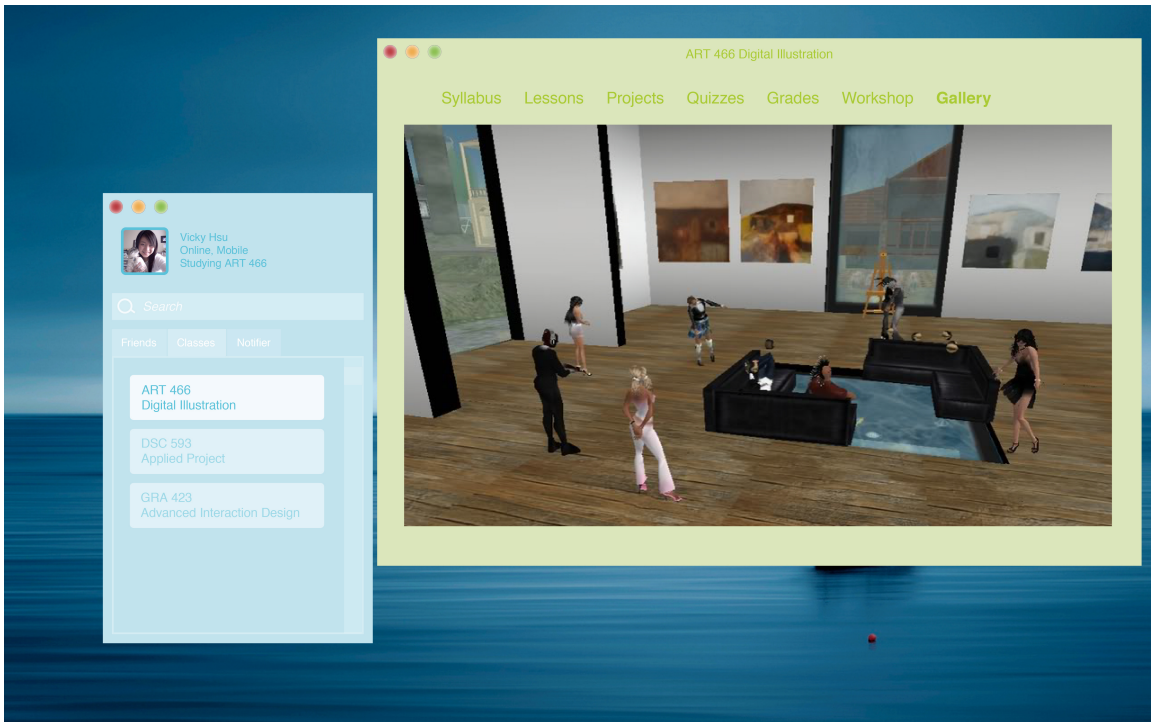 ART 466 Digital Illustration
Syllabus Lessons Projects Quizzes Grades Workshop Gallery
Vicky Hsu
Online, Mobile
Studying ART 466
Search
Friends Classes Notifier
ART 466
Digital Illustration
DSC 593
Applied Project
GRA 423
Advanced Interaction Design